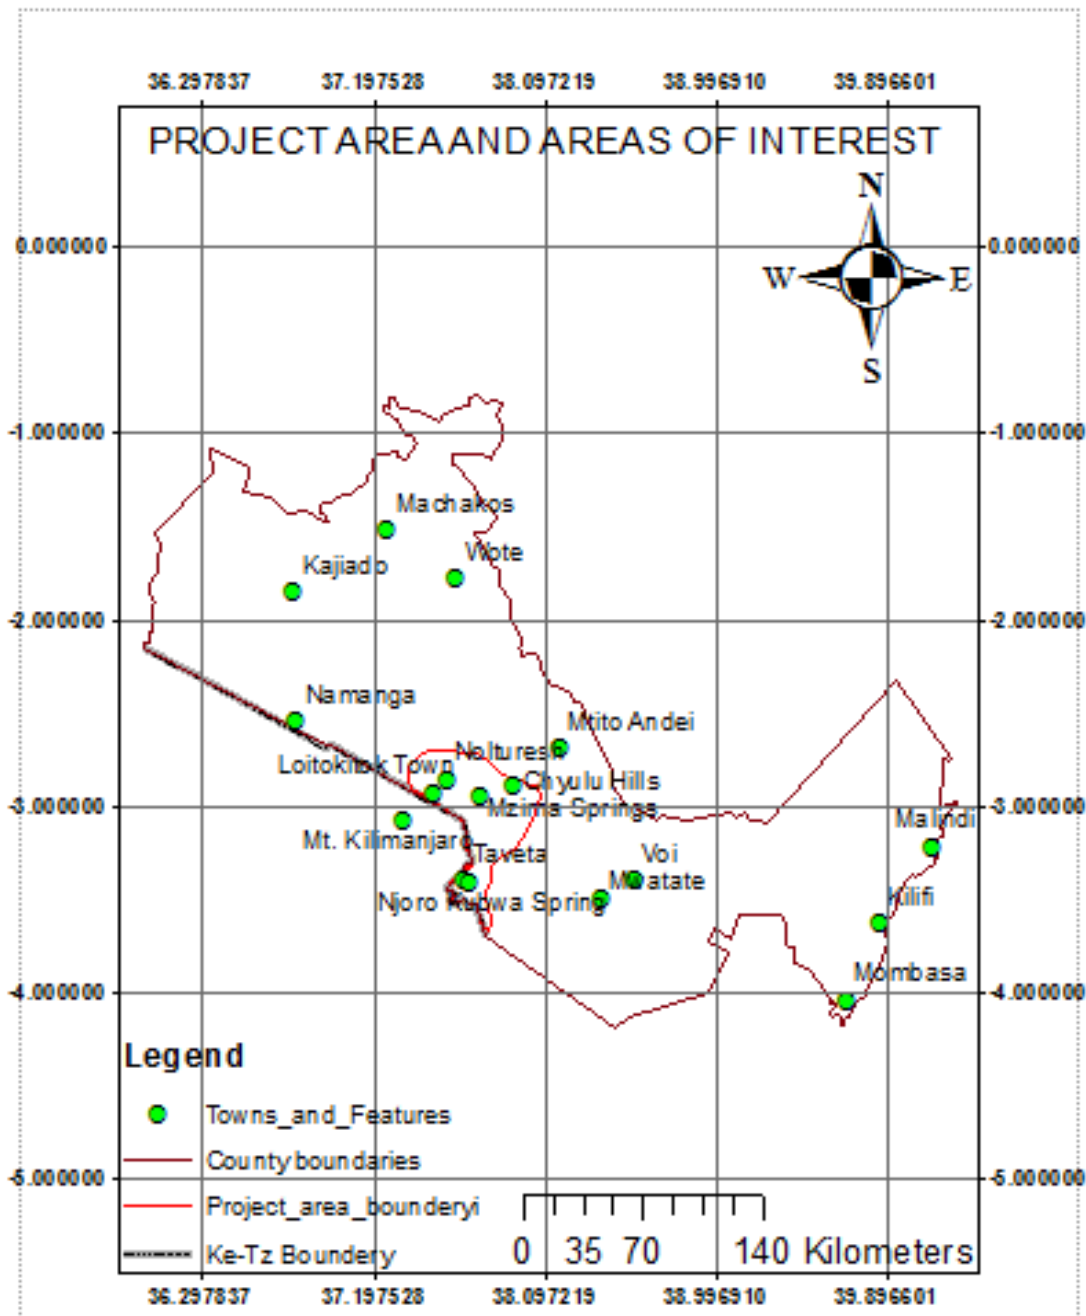 36.297837 37.197528 38.097219 38.996910 39.896601
PROJECT AREA AND AREAS OF INTEREST
N
W E
S
0.000000 0.000000
-1.000000 -1.000000
Machakos
Wote
Kajiado
-2.000000 -2.000000
Namanga
Mtito Andei
Nolturesh
Loitokitok Town
Chyulu Hills
-3.000000 -3.000000
Mzima Springs
Malindi
Mt. Kilimanjaro
Taveta
Voi
Mwatate
Njoro Kubwa Spring
Kilifi
Mombasa
-4.000000 -4.000000
Legend
Towns_and_Features
County boundaries
-5.000000 -5.000000
Project_area_bounderyi
Ke-Tz Boundery
0 35 70 140 Kilometers
36.297837 37.197528 38.097219 38.996910 39.896601